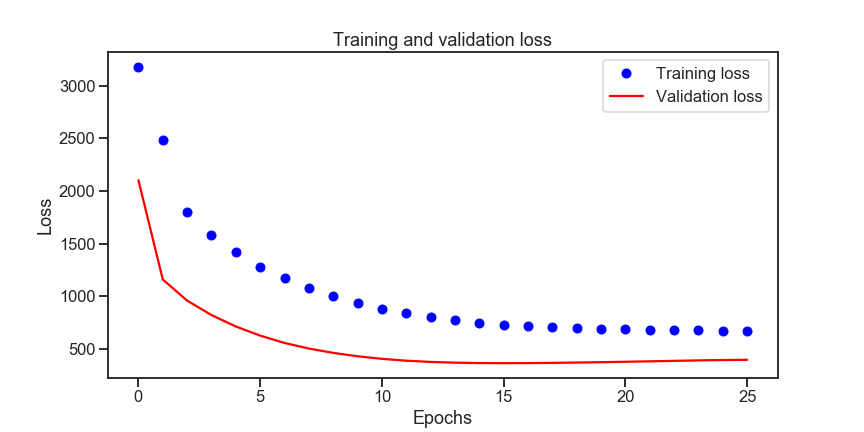 Training and validation loss
Training loss
Validation loss
3000
2500
2000
1500
1000
500
Loss
0 5 10 15 20 25
Epochs